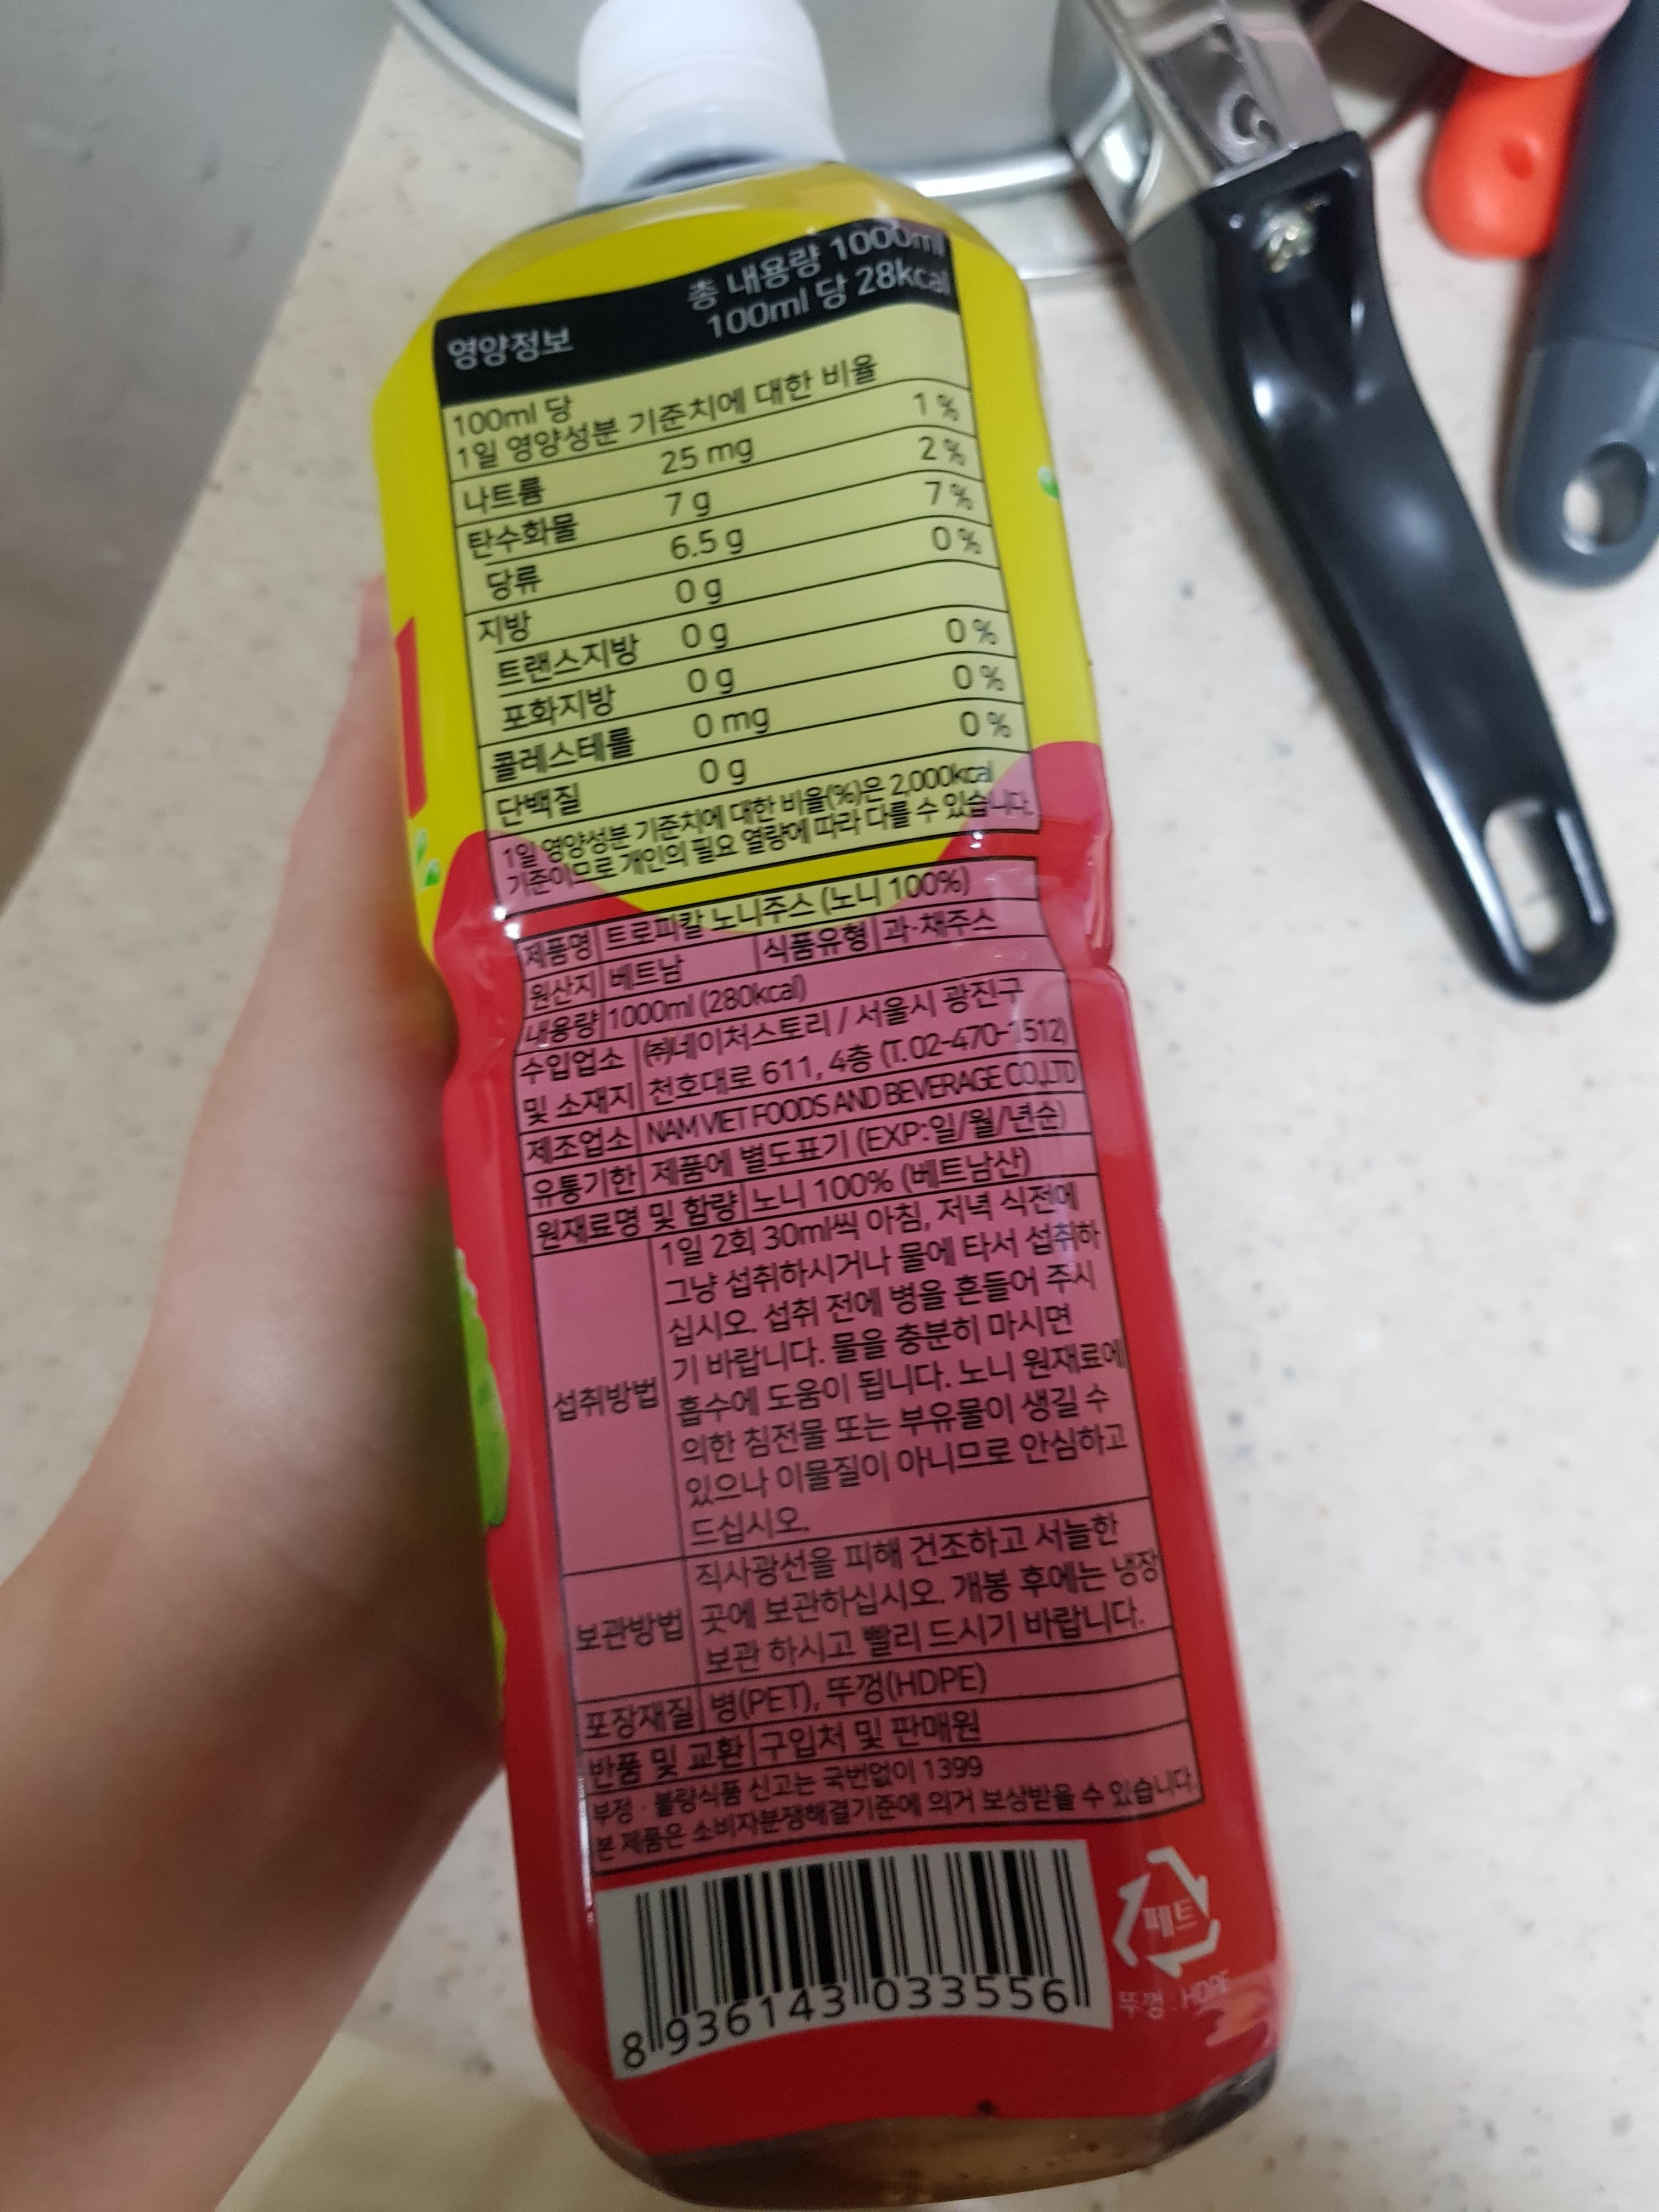 영양정보
총 내용량 1000ml
100ml 당 28kcal
100ml 당
1일 영양성분 기준치에 대한 비율
나트륨 25 mg 1 %
탄수화물 7 g 2 %
당류 6.5 g 7 %
지방 0 g 0 %
트랜스지방 0 g
포화지방 0 g 0 %
콜레스테롤 0 mg 0 %
단백질 0 g 0 %
1일 영양성분 기준치에 대한 비율(%)은 2,000kcal
기준이므로 개인의 필요 열량에 따라 다를 수 있습니다.
제품명 트로피칼 노니주스 (노니 100%)
원산지 베트남 식품유형 과·채주스
내용량 1000ml (280kcal)
수입업소 및 소재지 ㈜네이처스토리 / 서울시 광진구
천호대로 611, 4층 (T. 02-470-1512)
제조업소 NAM VIET FOODS AND BEVERAGE CO.,LTD
유통기한 제품에 별도표기 (EXP:일/월/년순)
원재료명 및 함량 노니 100% (베트남산)
섭취방법
1일 2회 30ml씩 아침, 저녁 식전에
그냥 섭취하시거나 물에 타서 섭취하
십시오. 섭취 전에 병을 흔들어 주시
기 바랍니다. 물을 충분히 마시면
흡수에 도움이 됩니다. 노니 원재료에
의한 침전물 또는 부유물이 생길 수
있으나 이물질이 아니므로 안심하고
드십시오.
보관방법
직사광선을 피해 건조하고 서늘한
곳에 보관하십시오. 개봉 후에는 냉장
보관 하시고 빨리 드시기 바랍니다.
포장재질 병(PET), 뚜껑(HDPE)
반품 및 교환 구입처 및 판매원
부정·불량식품 신고는 국번없이 1399
본 제품은 소비자분쟁해결기준에 의거 보상받을 수 있습니다.
8 936143 033556
페트
뚜껑 : HDPE